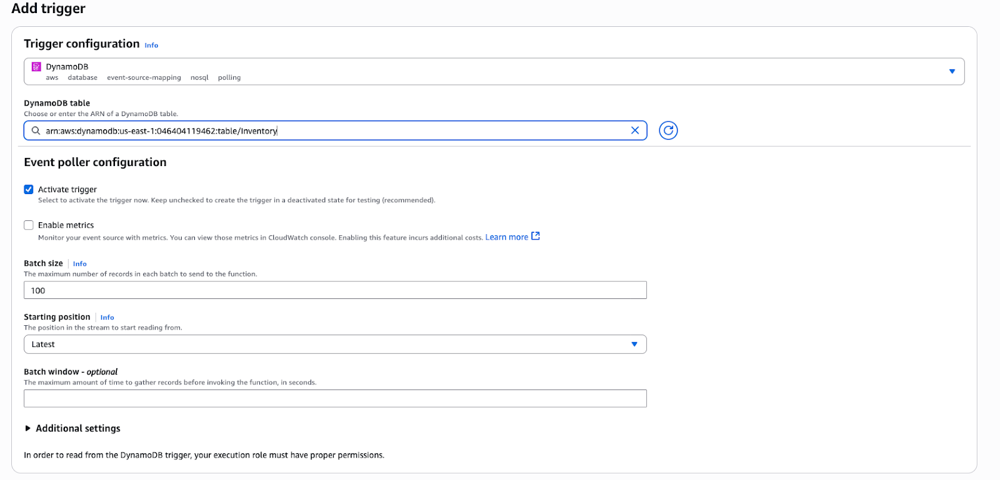 Add trigger
Trigger configuration Info
DynamoDB
aws database event-source-mapping nosql polling
DynamoDB table
Choose or enter the ARN of a DynamoDB table.
arn:aws:dynamodb:us-east-1:046404119462:table/Inventory
Event poller configuration
Activate trigger
Select to activate the trigger now. Keep unchecked to create the trigger in a deactivated state for testing (recommended).
Enable metrics
Monitor your event source with metrics. You can view those metrics in CloudWatch console. Enabling this feature incurs additional costs. Learn more
Batch size Info
The maximum number of records in each batch to send to the function.
100
Starting position Info
The position in the stream to start reading from.
Latest
Batch window - optional
The maximum amount of time to gather records before invoking the function, in seconds.
Additional settings
In order to read from the DynamoDB trigger, your execution role must have proper permissions.